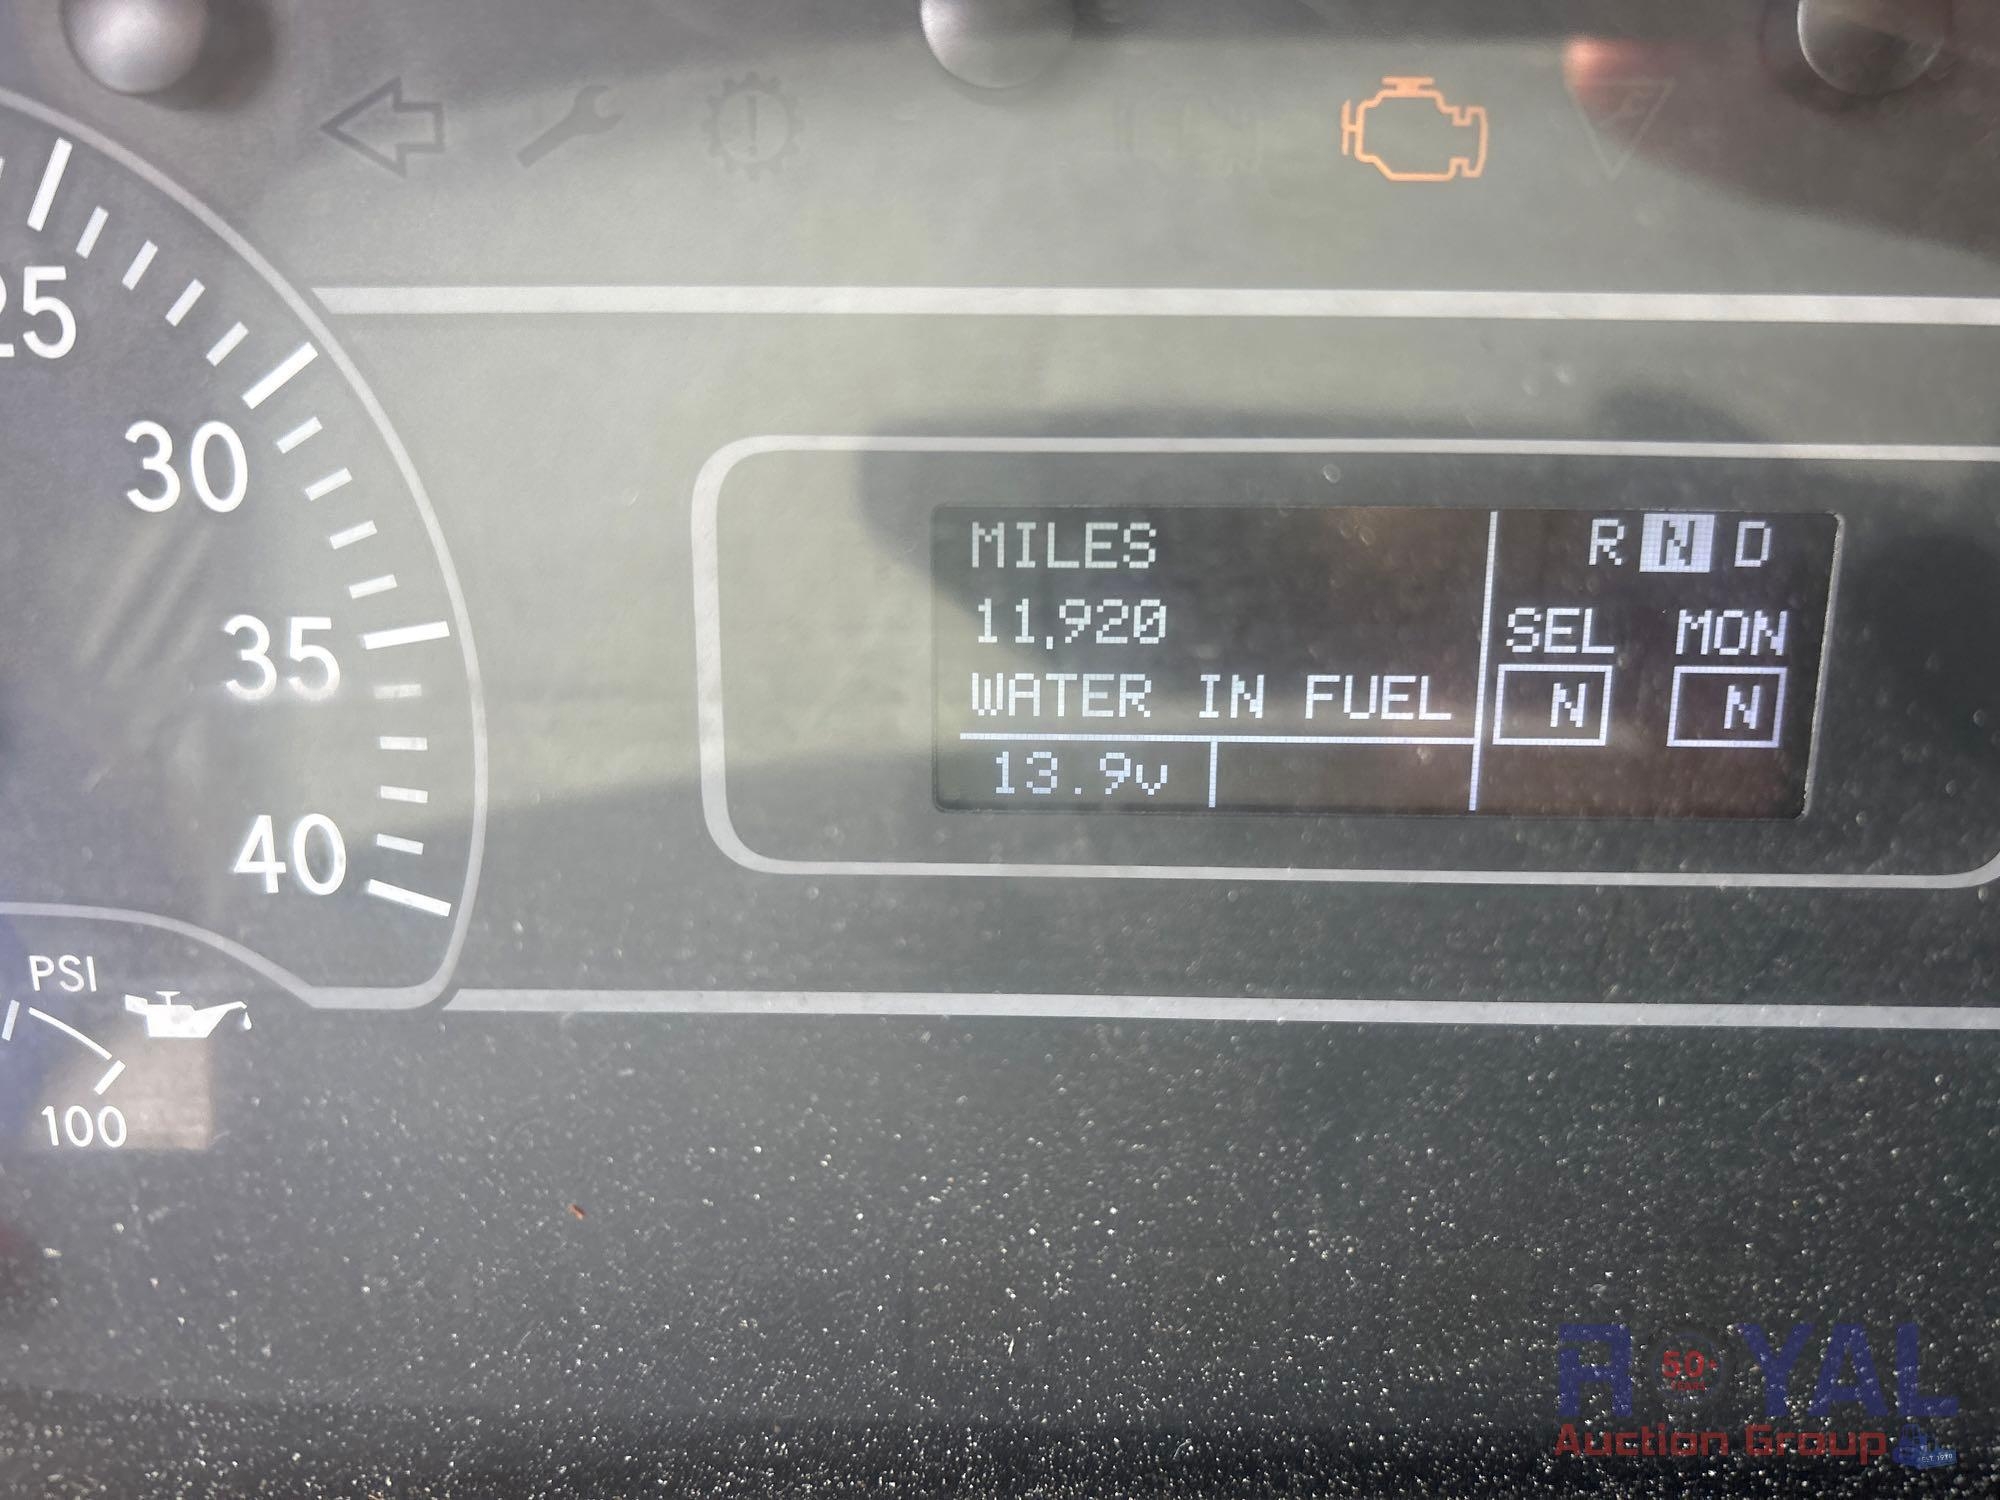 25
30
35
40
PSI
100
MILES
11,920
WATER IN FUEL
13.9v
R N D
SEL MON
N N
ROYAL
60+
Auction Group